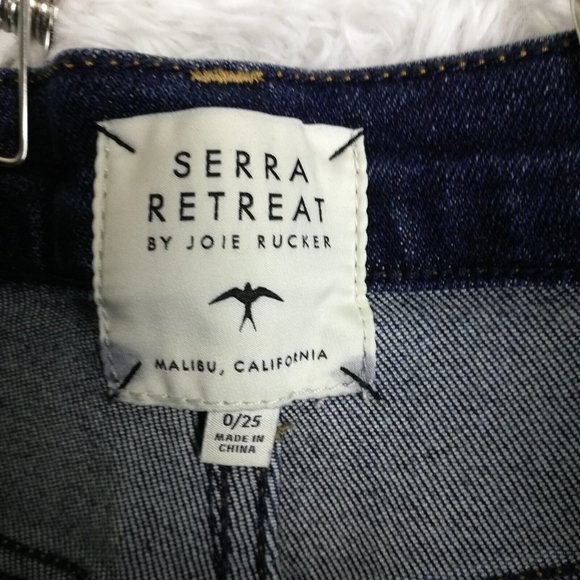 SERRA
RETREAT
BY JOIE RUCKER
MALIBU, CALIFORNIA
0/25
MADE IN
CHINA